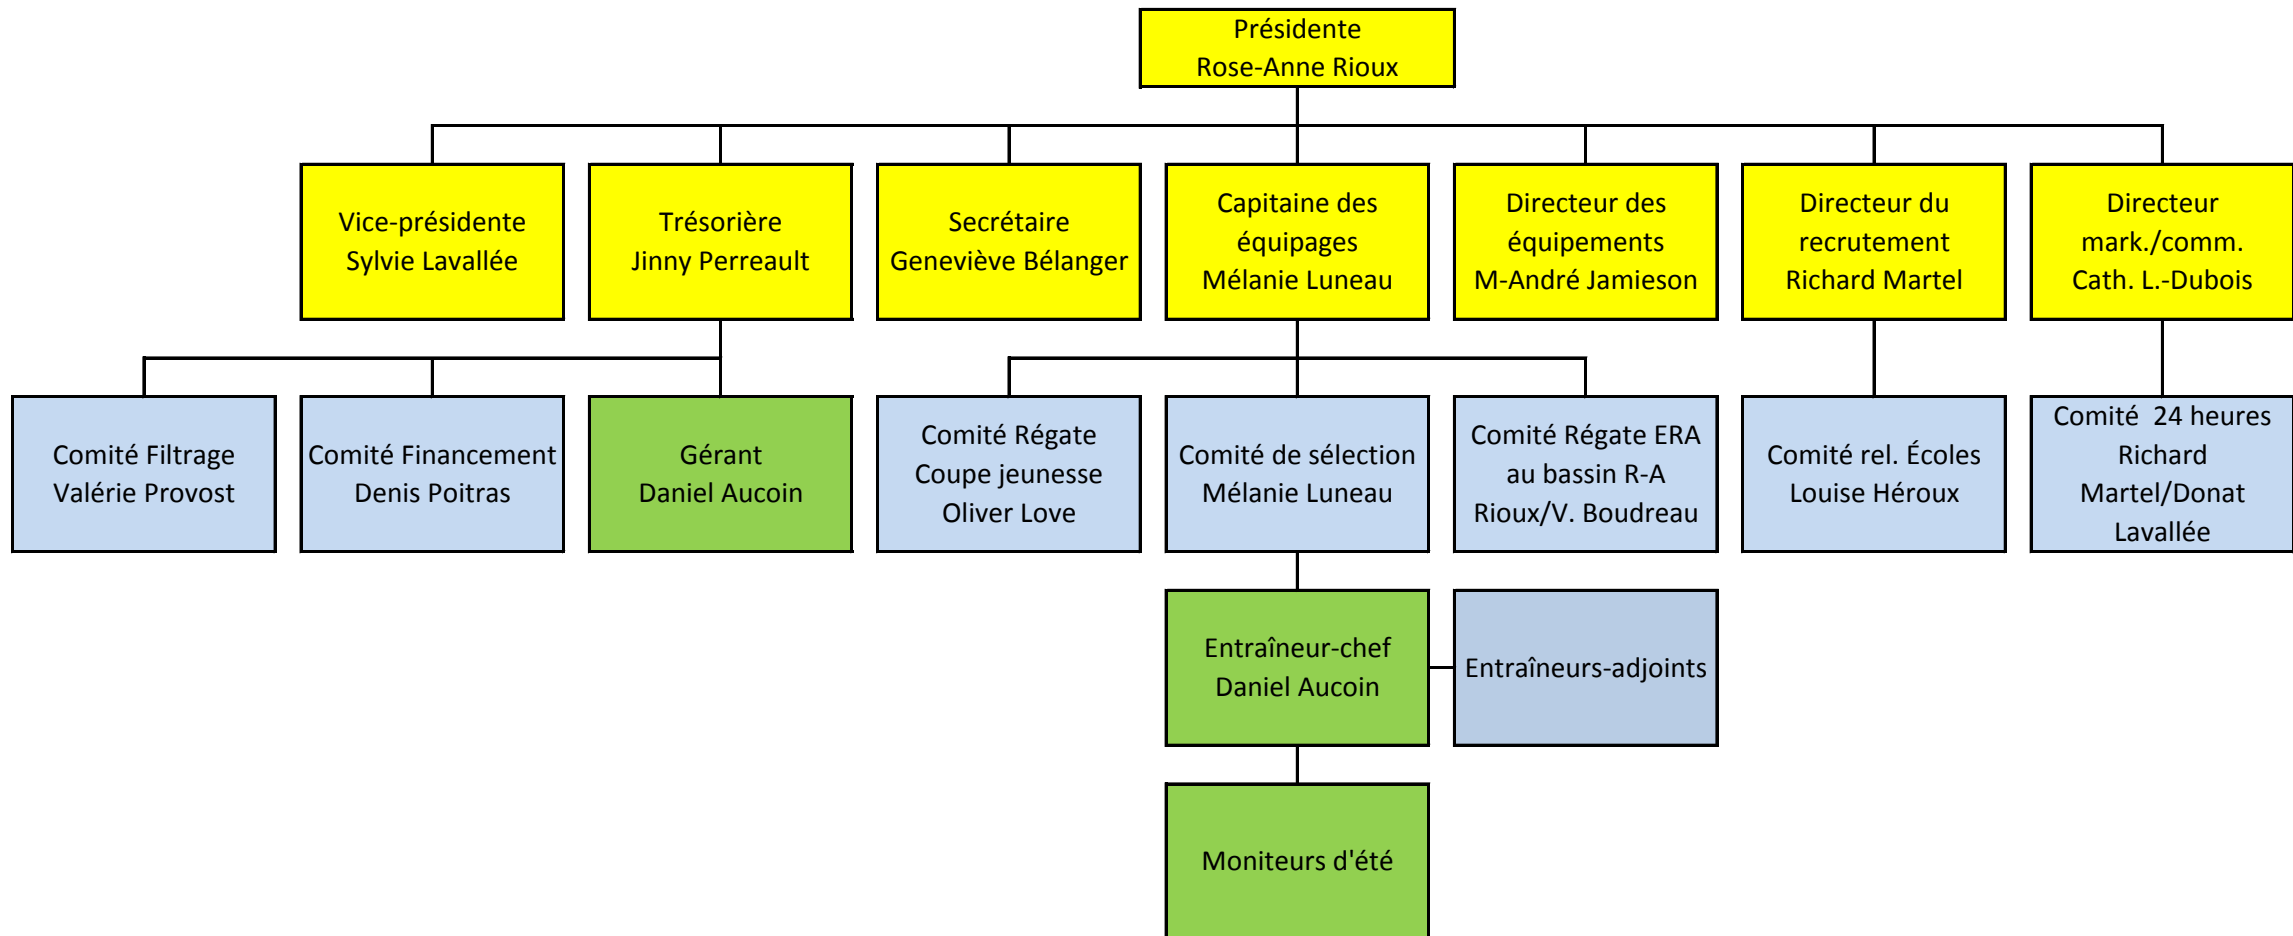 Présidente
Rose-Anne Rioux
Vice-présidente
Sylvie Lavallée
Trésorière
Jinny Perreault
Secrétaire
Geneviève Bélanger
Capitaine des
équipages
Mélanie Luneau
Directeur des
équipements
M-André Jamieson
Directeur du
recrutement
Richard Martel
Directeur
mark./comm.
Cath. L.-Dubois
Comité Filtrage
Valérie Provost
Comité Financement
Denis Poitras
Gérant
Daniel Aucoin
Comité Régate
Coupe jeunesse
Oliver Love
Comité de sélection
Mélanie Luneau
Comité Régate ERA
au bassin R-A
Rioux/V. Boudreau
Comité rel. Écoles
Louise Héroux
Comité 24 heures
Richard
Martel/Donat
Lavallée
Entraîneur-chef
Daniel Aucoin
Entraîneurs-adjoints
Moniteurs d'été